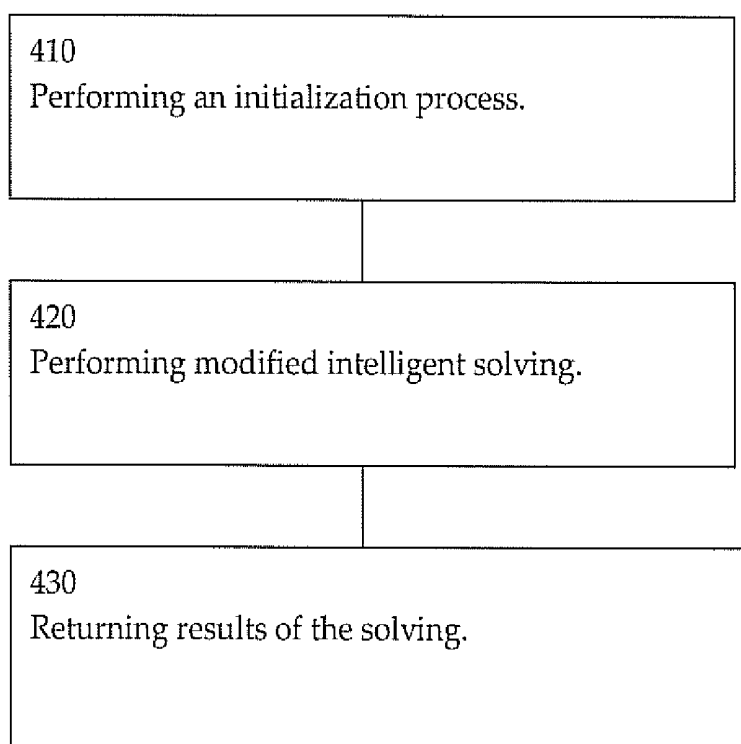 410
Performing an initialization process.
420
Performing modified intelligent solving.
430
Returning results of the solving.